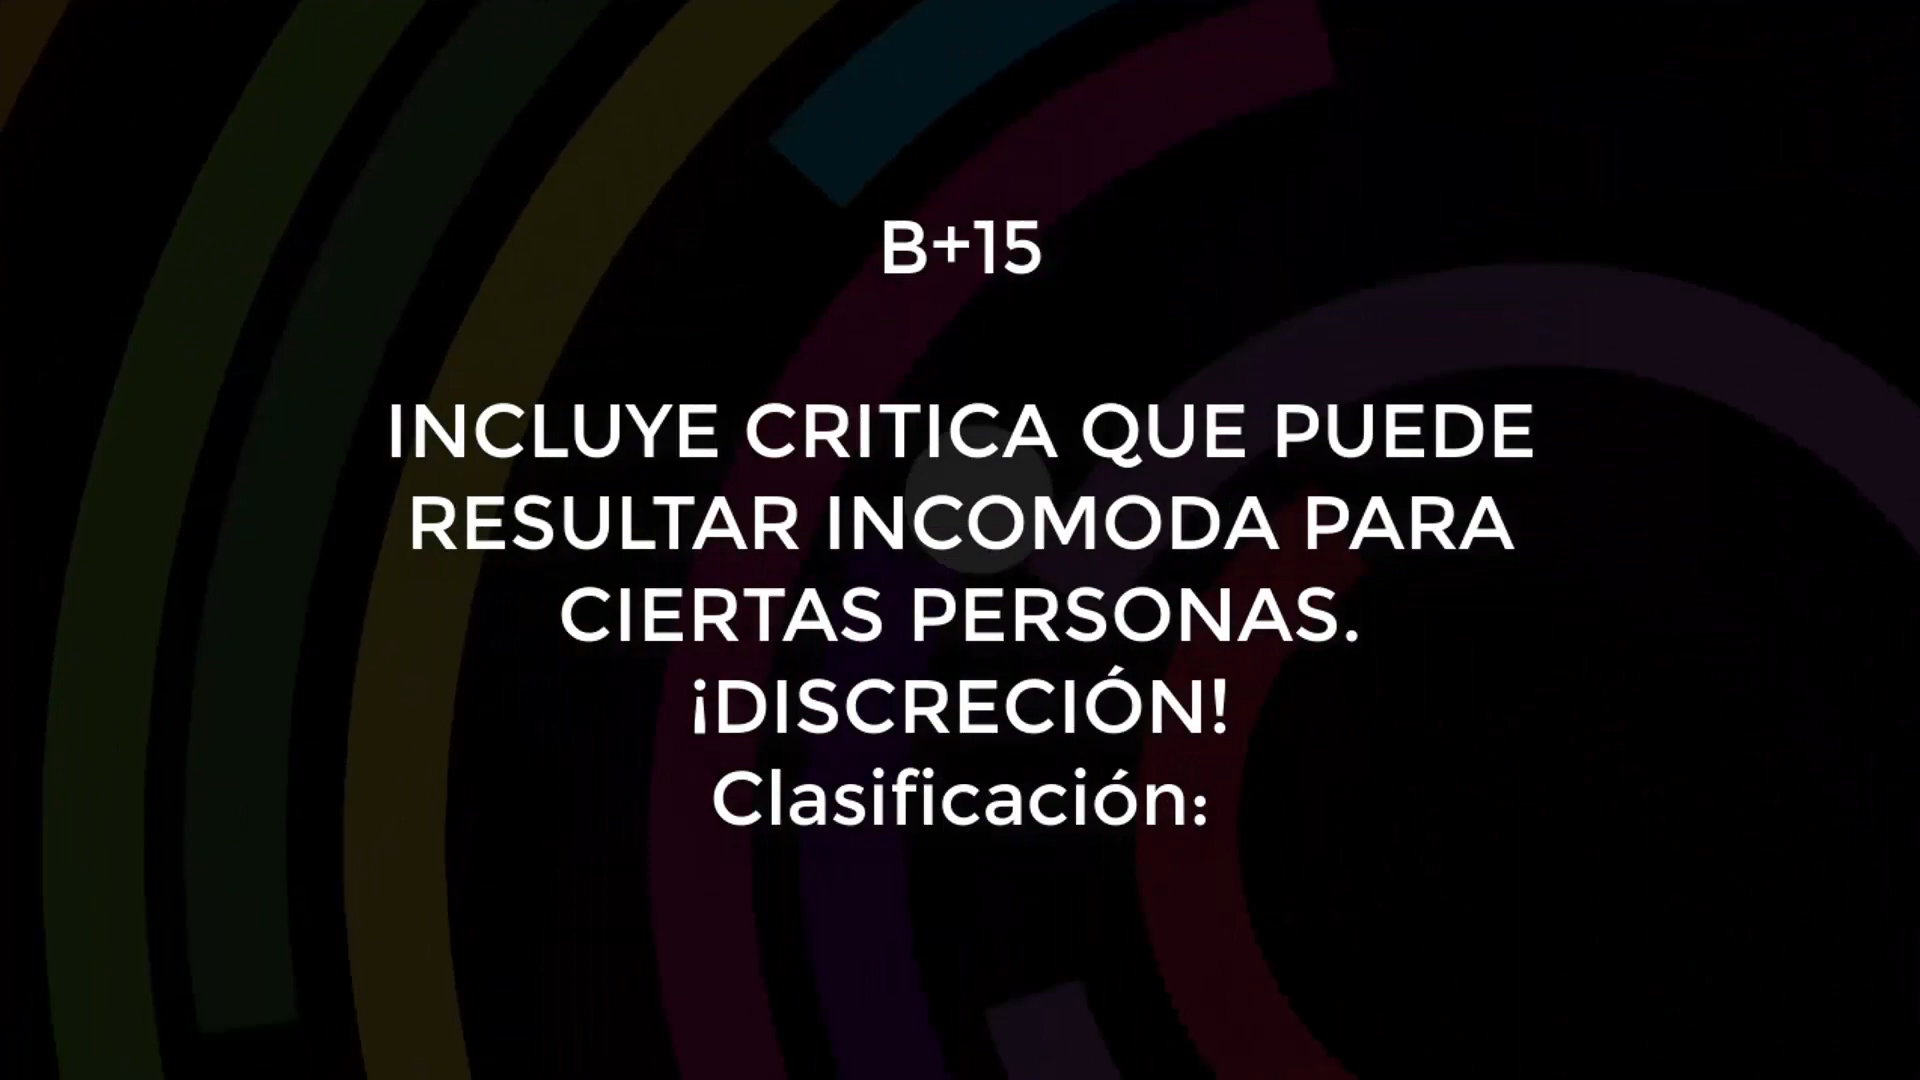 B+15
INCLUYE CRITICA QUE PUEDE
RESULTAR INCOMODA PARA
CIERTAS PERSONAS.
¡DISCRECIÓN!
Clasificación: